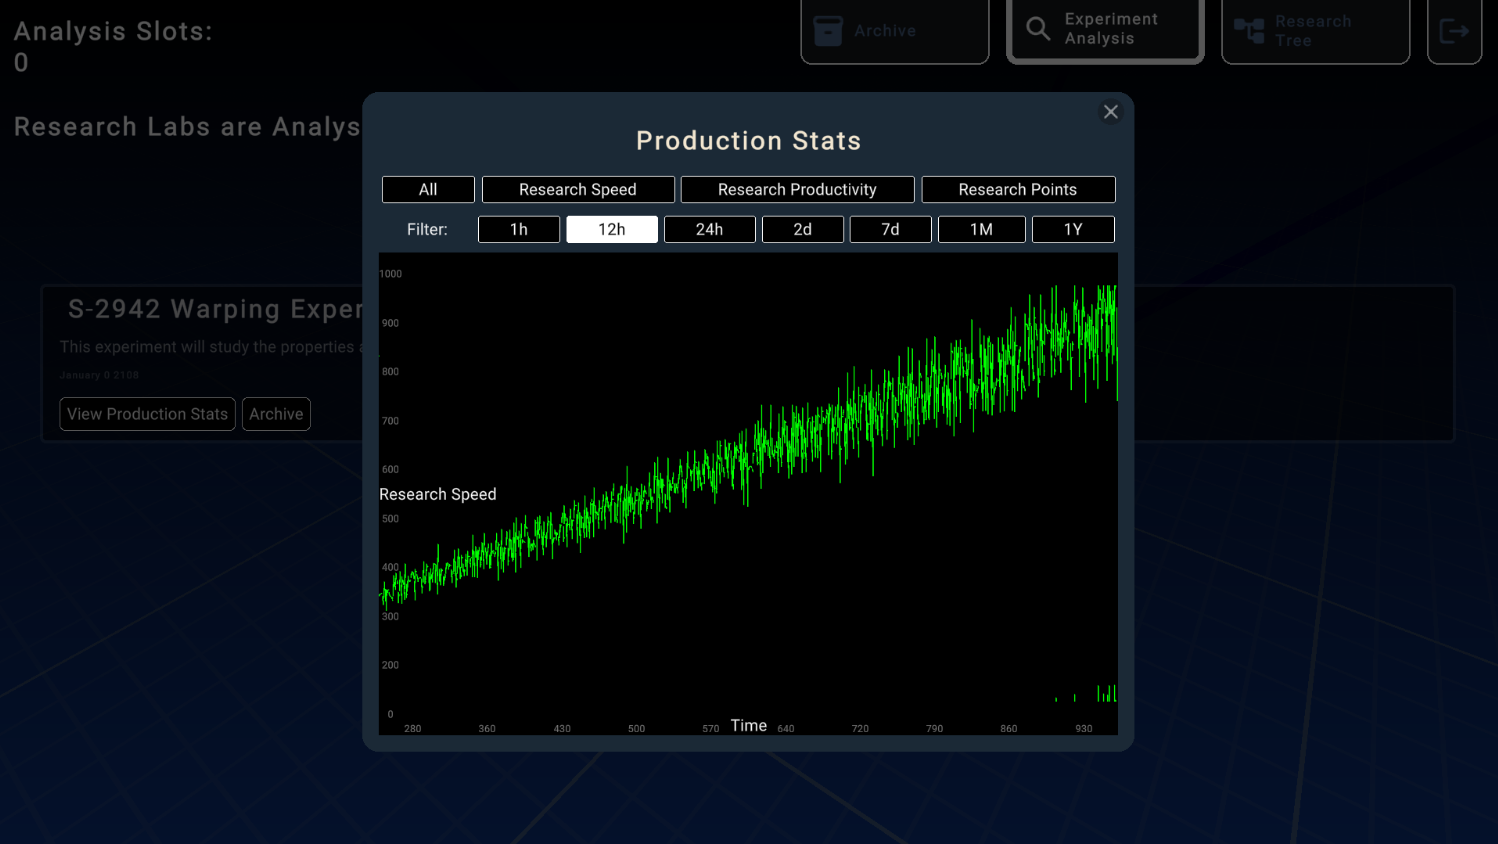 Analysis Slots:
0
Archive
Experiment
Analysis
Research
Tree
Research Labs are Analys
Production Stats
All
Research Speed
Research Productivity
Research Points
Filter:
1h
12h
24h
2d
7d
1M
1Y
S-2942 Warping Exper
This experiment will study the properties a
January 0 2108
View Production Stats
Archive
1000
900
800
700
600
Research Speed
500
400
300
200
0
280
360
430
500
570
Time
640
720
790
860
930